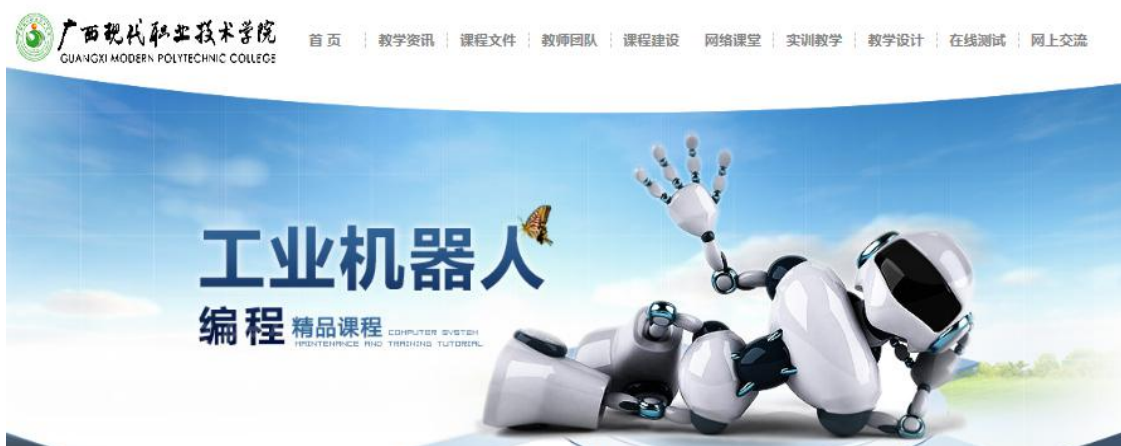 广西现代职业技术学院
GUANGXI MODERN POLYTECHNIC COLLEGE
首页 教学资讯 课程文件 教师团队 课程建设 网络课堂 实训教学 教学设计 在线测试 网上交流
工业机器人
编程 精品课程 COMPUTER SYSTEM
MAINTENANCE AND TRAINING TUTORIAL